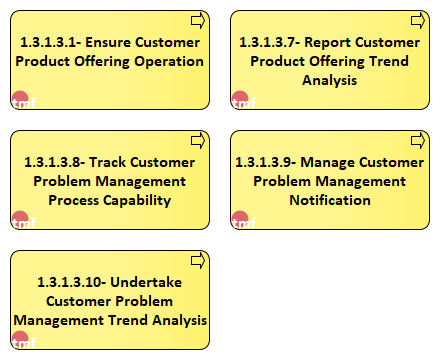 1.3.1.3.1- Ensure Customer
Product Offering Operation
tmf
1.3.1.3.7- Report Customer
Product Offering Trend
Analysis
tmf
1.3.1.3.8- Track Customer
Problem Management
Process Capability
tmf
1.3.1.3.9- Manage Customer
Problem Management
Notification
tmf
1.3.1.3.10- Undertake
Customer Problem
Management Trend Analysis
tmf